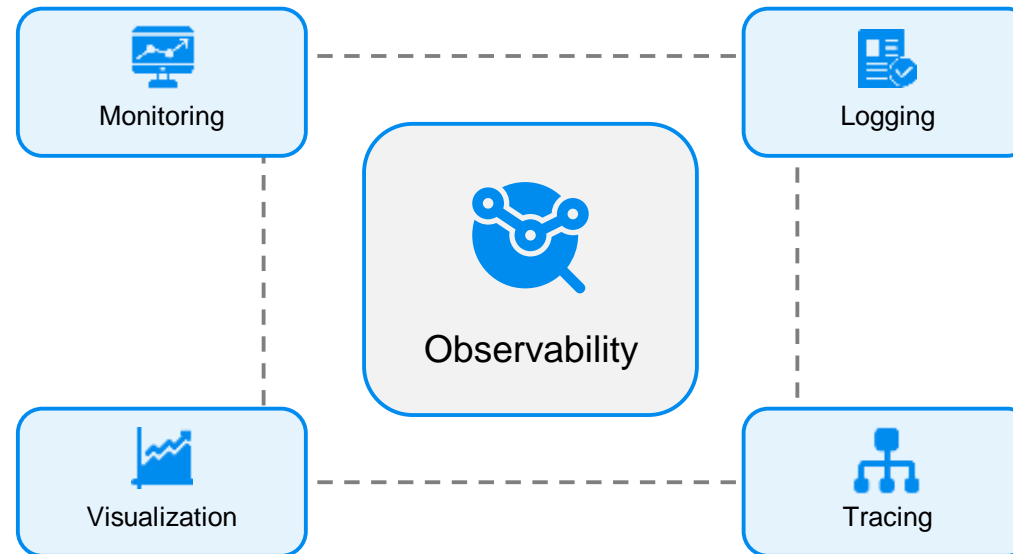 Monitoring
Logging
Observability
Visualization
Tracing